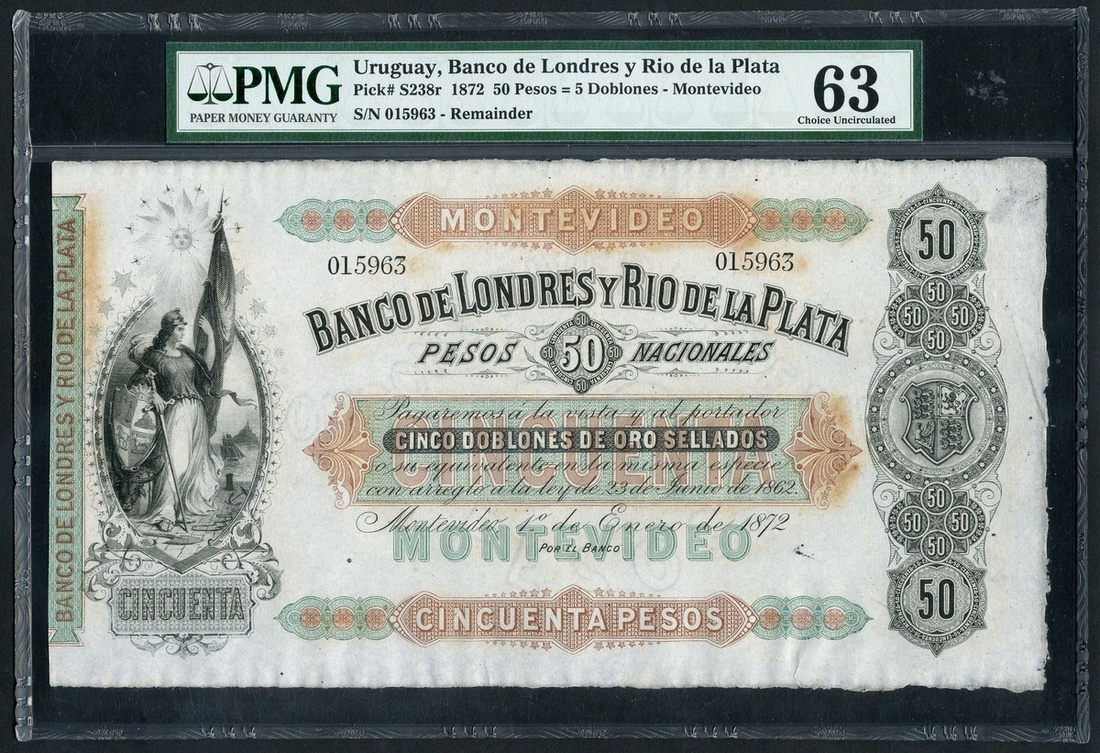 PMG
PAPER MONEY GUARANTY
Uruguay, Banco de Londres y Rio de la Plata
Pick# S238r 1872 50 Pesos = 5 Doblones - Montevideo
S/N 015963 - Remainder
63
Choice Uncirculated
BANCO DE LONDRES Y RIO DE LA PLATA
MONTEVIDEO
015963
015963
BANCO DE LONDRES Y RIO DE LA PLATA
PESOS 50 NACIONALES
CINCUENTA
Pagaremos á la vista y al portador
CINCO DOBLONES DE ORO SELLADOS
o su equivalente en la misma especie
con arreglo á la ley de 23 de Junio de 1862.
Montevideo, 1º de Enero de 1872
MONTEVIDEO
POR EL BANCO
CINCUENTA PESOS
CINCUENTA
50
50
50 50
50
50
50 50
50
50